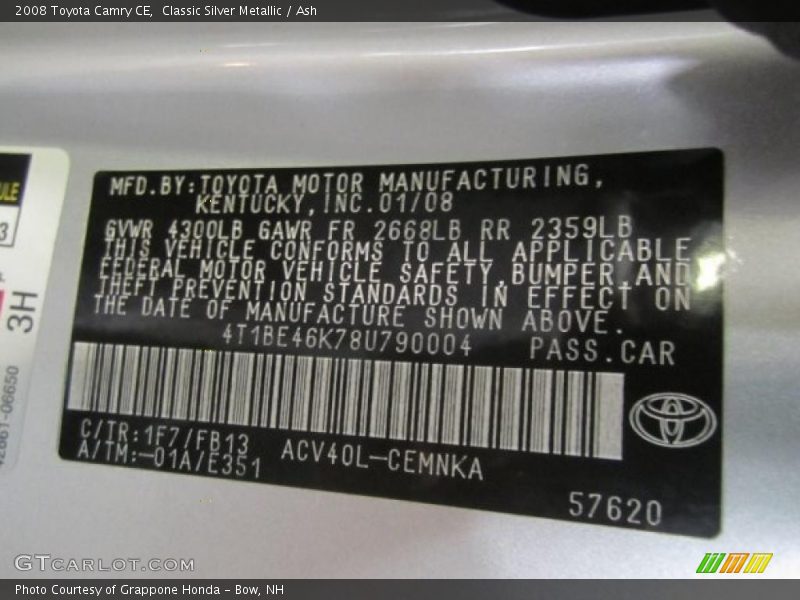 2008 Toyota Camry CE,  Classic Silver Metallic / Ash
MFD.BY:TOYOTA MOTOR MANUFACTURING,
KENTUCKY,INC.01/08
GVWR 4300LB GAWR FR 2668LB RR 2359LB
THIS VEHICLE CONFORMS TO ALL APPLICABLE
FEDERAL MOTOR VEHICLE SAFETY,BUMPER,AND
THEFT PREVENTION STANDARDS IN EFFECT ON
THE DATE OF MANUFACTURE SHOWN ABOVE.
4T1BE46K78U790004 PASS.CAR
C/TR:1F7/FB13
A/TM:-01A/E351
ACV40L-CEMNKA
57620
3H
GTCARLOT.COM
Photo Courtesy of Grappone Honda - Bow, NH